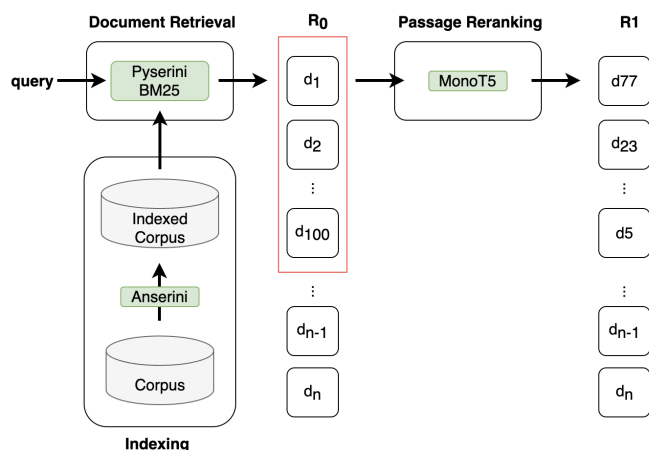 Document Retrieval
R0
Passage Reranking
R1
query
Pyserini
BM25
d1
MonoT5
d77
d2
d23
...
...
Indexed
Corpus
d100
d5
Anserini
...
...
dn-1
dn-1
Corpus
dn
dn
Indexing